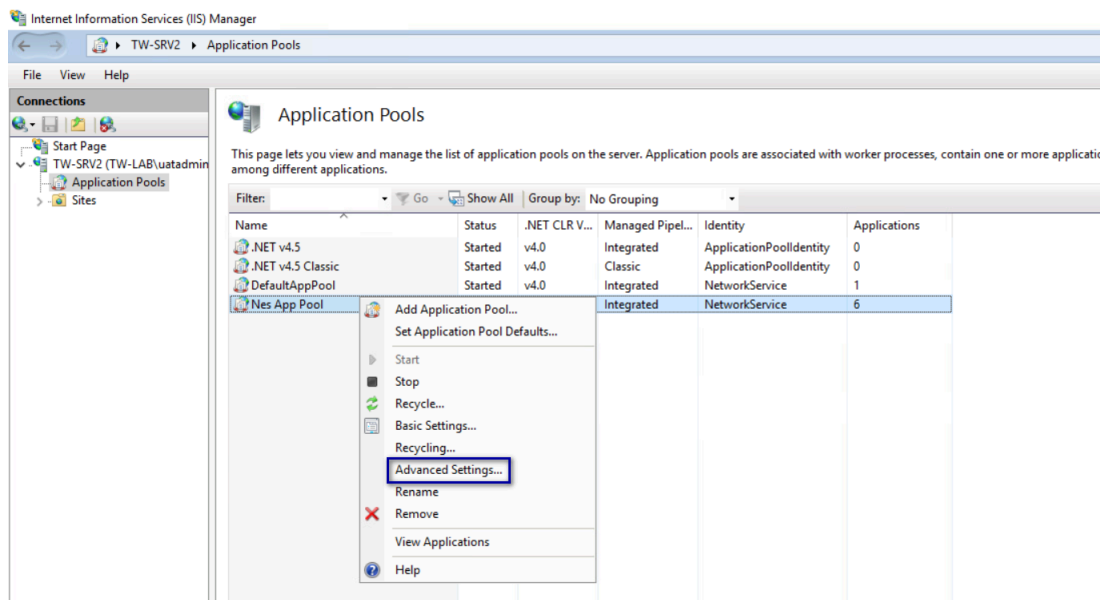 Internet Information Services (IIS) Manager
TW-SRV2 Application Pools
File View Help
Connections
Start Page
TW-SRV2 (TW-LAB\uatadmin
Application Pools
Sites
Application Pools
This page lets you view and manage the list of application pools on the server. Application pools are associated with worker processes, contain one or more applicatio
among different applications.
Filter: Go Show All Group by: No Grouping
Name Status .NET CLR V... Managed Pipel... Identity Applications
.NET v4.5 Started v4.0 Integrated ApplicationPoolIdentity 0
.NET v4.5 Classic Started v4.0 Classic ApplicationPoolIdentity 0
DefaultAppPool Started v4.0 Integrated NetworkService 1
Nes App Pool Integrated NetworkService 6
Add Application Pool...
Set Application Pool Defaults...
Start
Stop
Recycle...
Basic Settings...
Recycling...
Advanced Settings...
Rename
Remove
View Applications
Help